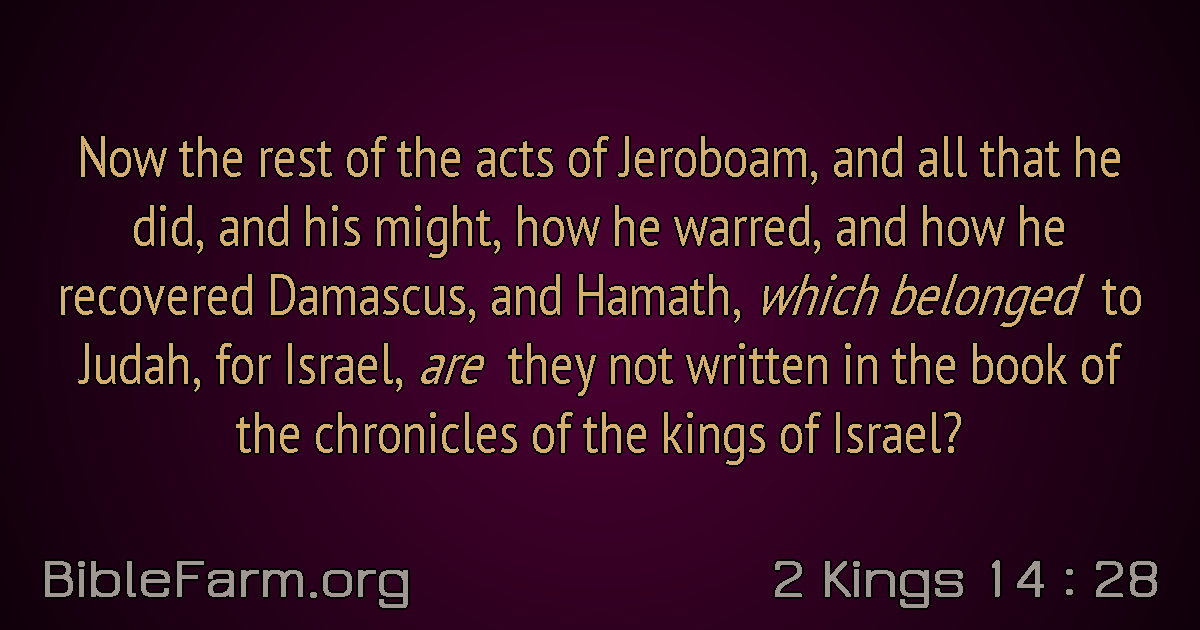 Now the rest of the acts of Jeroboam, and all that he
did, and his might, how he warred, and how he
recovered Damascus, and Hamath, which belonged to
Judah, for Israel, are they not written in the book of
the chronicles of the kings of Israel?
BibleFarm.org
2 Kings 14 : 28